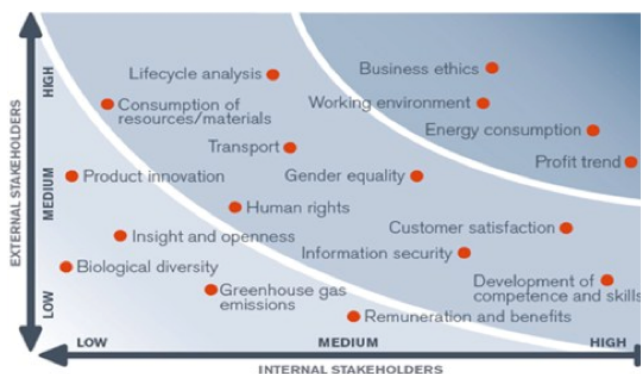 EXTERNAL STAKEHOLDERS
HIGH
MEDIUM
LOW
Business ethics
Lifecycle analysis
Working environment
Consumption of
resources/materials
Energy consumption
Transport
Profit trend
Product innovation
Gender equality
Human rights
Customer satisfaction
Insight and openness
Information security
Biological diversity
Development of
competence and skills
Greenhouse gas
emissions
Remuneration and benefits
LOW
MEDIUM
HIGH
INTERNAL STAKEHOLDERS